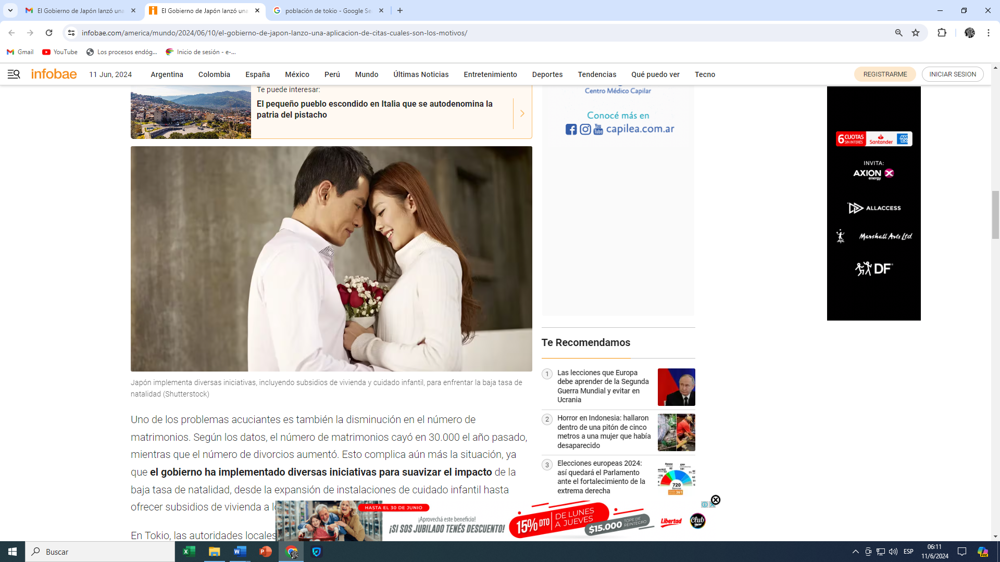 El Gobierno de Japón lanzó una
El Gobierno de Japón lanzó una
población de tokio - Google Se
infobae.com/america/mundo/2024/06/10/el-gobierno-de-japon-lanzo-una-aplicacion-de-citas-cuales-son-los-motivos/
Gmail
YouTube
Los procesos endóg...
Inicio de sesión - e-...
infobae
11 Jun, 2024
Argentina
Colombia
España
México
Perú
Mundo
Últimas Noticias
Entretenimiento
Deportes
Tendencias
Qué puedo ver
Tecno
REGISTRARME
INICIAR SESION
Te puede interesar:
El pequeño pueblo escondido en Italia que se autodenomina la
patria del pistacho
Japón implementa diversas iniciativas, incluyendo subsidios de vivienda y cuidado infantil, para enfrentar la baja tasa de
natalidad (Shutterstock)
Uno de los problemas acuciantes es también la disminución en el número de
matrimonios. Según los datos, el número de matrimonios cayó en 30.000 el año pasado,
mientras que el número de divorcios aumentó. Esto complica aún más la situación, ya
que el gobierno ha implementado diversas iniciativas para suavizar el impacto de la
baja tasa de natalidad, desde la expansión de instalaciones de cuidado infantil hasta
ofrecer subsidios de vivienda a
En Tokio, las autoridades locales
Centro Médico Capilar
Conocé más en
You Tube
capilea.com.ar
Te Recomendamos
1
Las lecciones que Europa
debe aprender de la Segunda
Guerra Mundial y evitar en
Ucrania
2
Horror en Indonesia: hallaron
dentro de una pitón de cinco
metros a una mujer que había
desaparecido
3
Elecciones europeas 2024:
así quedará el Parlamento
ante el fortalecimiento de la
extrema derecha
Renew
EPP
181
720
361
6 CUOTAS
SIN INTERÉS
Santander
AMEX
INVITA:
AXION
energy
ALLACCESS
mpl
Marshall Arts Ltd.
DF
HASTA EL 30 DE JUNIO
¡Aprovechá este beneficio!
¡SI SOS JUBILADO TENÉS DESCUENTO!
15% DTO
DE LUNES
A JUEVES
$15.000
TOPE DE
REINTEGRO
Libertad
Club
Buscar
ESP
06:11
11/6/2024
PRE